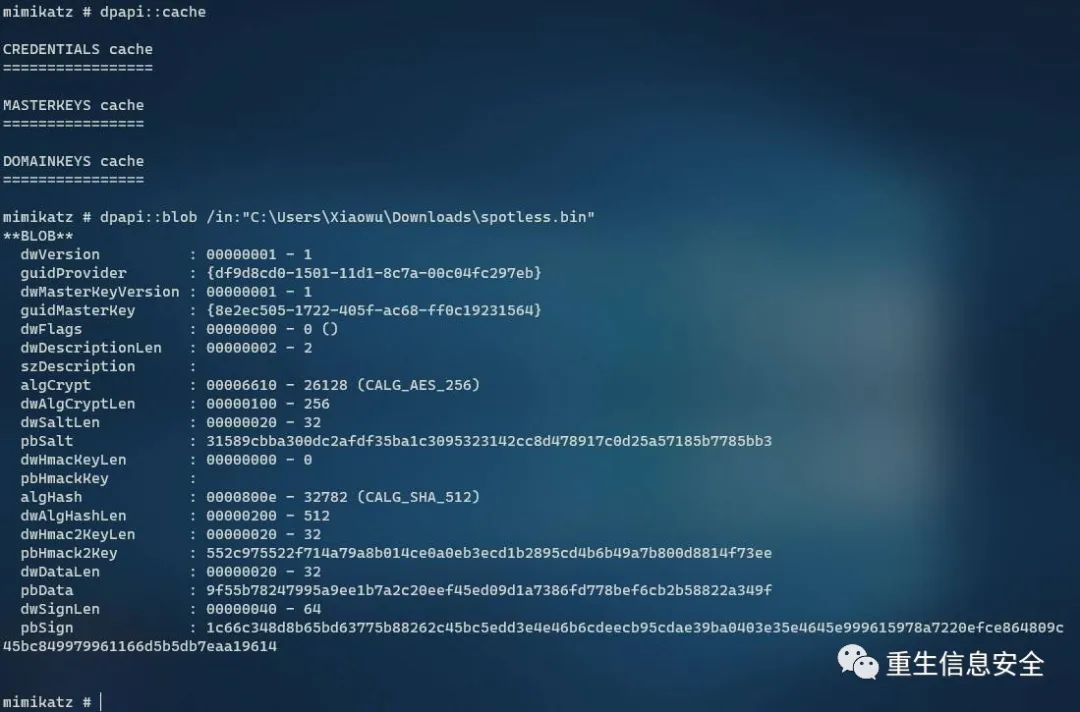 mimikatz # dpapi::cache
CREDENTIALS cache
=================
MASTERKEYS cache
================
DOMAINKEYS cache
================
mimikatz # dpapi::blob /in:"C:\Users\Xiaowu\Downloads\spotless.bin"
**BLOB**
dwVersion : 00000001 - 1
guidProvider : {df9d8cd0-1501-11d1-8c7a-00c04fc297eb}
dwMasterKeyVersion : 00000001 - 1
guidMasterKey : {8e2ec505-1722-405f-ac68-ff0c19231564}
dwFlags : 00000000 - 0 ()
dwDescriptionLen : 00000002 - 2
szDescription :
algCrypt : 00006610 - 26128 (CALG_AES_256)
dwAlgCryptLen : 00000100 - 256
dwSaltLen : 00000020 - 32
pbSalt : 31589cbba300dc2afdf35ba1c3095323142cc8d478917c0d25a57185b7785bb3
dwHmacKeyLen : 00000000 - 0
pbHmackKey :
algHash : 0000800e - 32782 (CALG_SHA_512)
dwAlgHashLen : 00000200 - 512
dwHmac2KeyLen : 00000020 - 32
pbHmack2Key : 552c975522f714a79a8b014ce0a0eb3ecd1b2895cd4b6b49a7b800d8814f73ee
dwDataLen : 00000020 - 32
pbData : 9f55b78247995a9ee1b7a2c20eef45ed09d1a7386fd778bef6cb2b58822a349f
dwSignLen : 00000040 - 64
pbSign : 1c66c348d8b65bd63775b88262c45bc5edd3e4e46b6cdeecb95cdae39ba0403e35e4645e999615978a7220efce864809c
45bc849979961166d5b5db7eaa19614
重生信息安全
mimikatz #